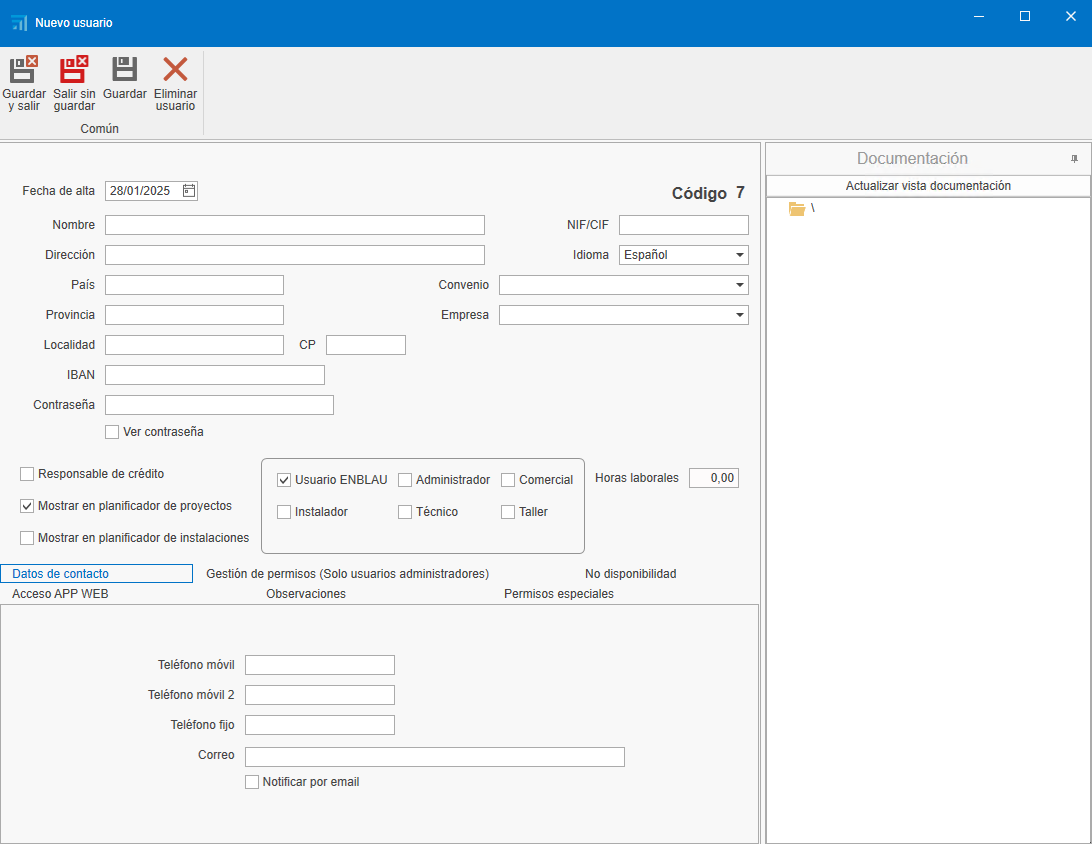 Nuevo usuario
Guardar y salir
Salir sin guardar
Guardar
Eliminar usuario
Común
Fecha de alta 28/01/2025
Código 7
Nombre
NIF/CIF
Dirección
Idioma Español
País
Convenio
Provincia
Empresa
Localidad
CP
IBAN
Contraseña
Ver contraseña
Responsable de crédito
Mostrar en planificador de proyectos
Mostrar en planificador de instalaciones
Usuario ENBLAU
Administrador
Comercial
Instalador
Técnico
Taller
Horas laborales 0,00
Datos de contacto
Gestión de permisos (Solo usuarios administradores)
No disponibilidad
Acceso APP WEB
Observaciones
Permisos especiales
Teléfono móvil
Teléfono móvil 2
Teléfono fijo
Correo
Notificar por email
Documentación
Actualizar vista documentación
\